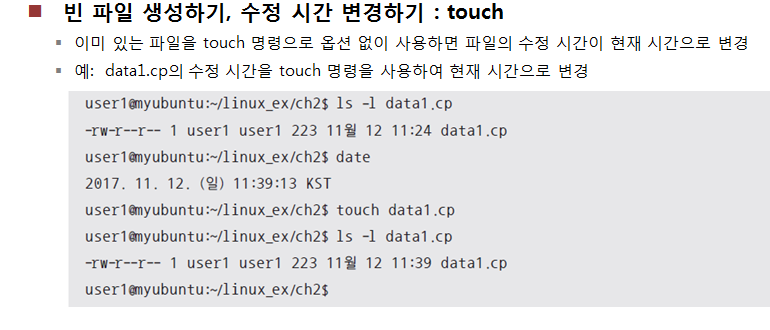 ■ 빈 파일 생성하기, 수정 시간 변경하기 : touch
▪ 이미 있는 파일을 touch 명령으로 옵션 없이 사용하면 파일의 수정 시간이 현재 시간으로 변경
▪ 예: data1.cp의 수정 시간을 touch 명령을 사용하여 현재 시간으로 변경
user1@myubuntu:~/linux_ex/ch2$ ls -l data1.cp
-rw-r--r-- 1 user1 user1 223 11월 12 11:24 data1.cp
user1@myubuntu:~/linux_ex/ch2$ date
2017. 11. 12. (일) 11:39:13 KST
user1@myubuntu:~/linux_ex/ch2$ touch data1.cp
user1@myubuntu:~/linux_ex/ch2$ ls -l data1.cp
-rw-r--r-- 1 user1 user1 223 11월 12 11:39 data1.cp
user1@myubuntu:~/linux_ex/ch2$